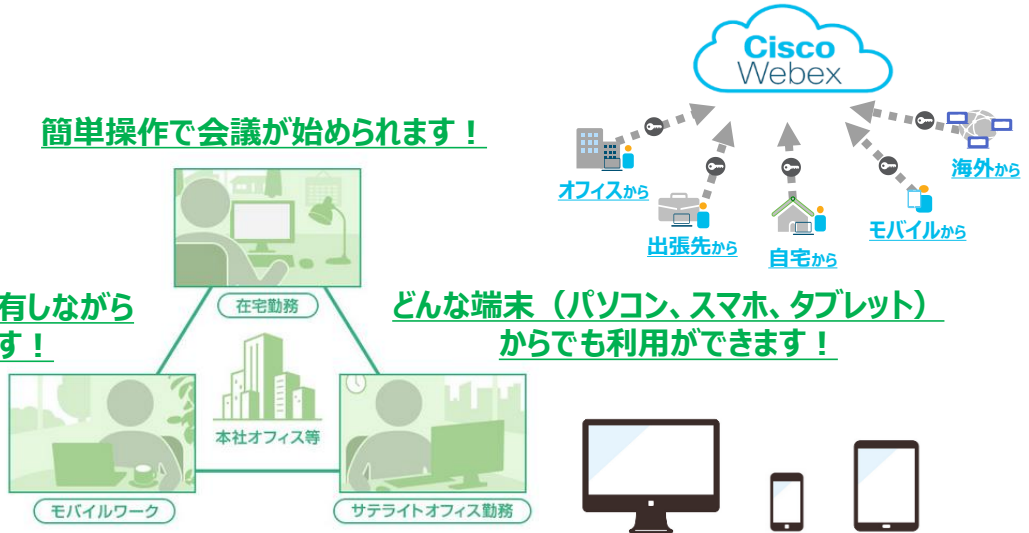 Cisco
Webex
簡単操作で会議が始められます！
オフィスから
出張先から
自宅から
モバイルから
海外から
有しながら
す！
どんな端末（パソコン、スマホ、タブレット）
からでも利用ができます！
在宅勤務
本社オフィス等
モバイルワーク
サテライトオフィス勤務